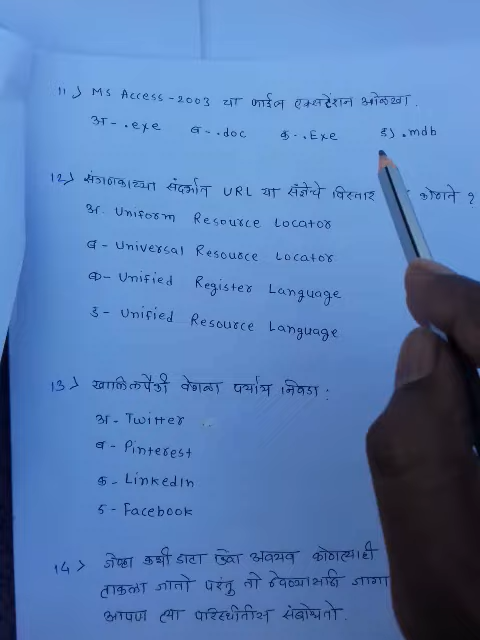 11) MS Access-2003 या फाईल एक्सटेंशन ओळखा.
अ- .exe ब- .doc क- .Exe ड) .mdb
12) संगणकाच्या संदर्भात URL या संज्ञेचे विस्तार कोणते ?
अ. Uniform Resource Locator
ब- Universal Resource Locator
क- Unified Register Language
ड- Unified Resource Language
13) खालीलपैकी वेगळा पर्याय निवडा :
अ- Twitter
ब- Pinterest
क- LinkedIn
ड- Facebook
14) जेव्हा कधी डाटा किंवा अवयव कोणत्याही
टाकला जातो परंतु तो ठेवण्यासाठी जागा
आपण त्या परिस्थीतीस संबोधतो.